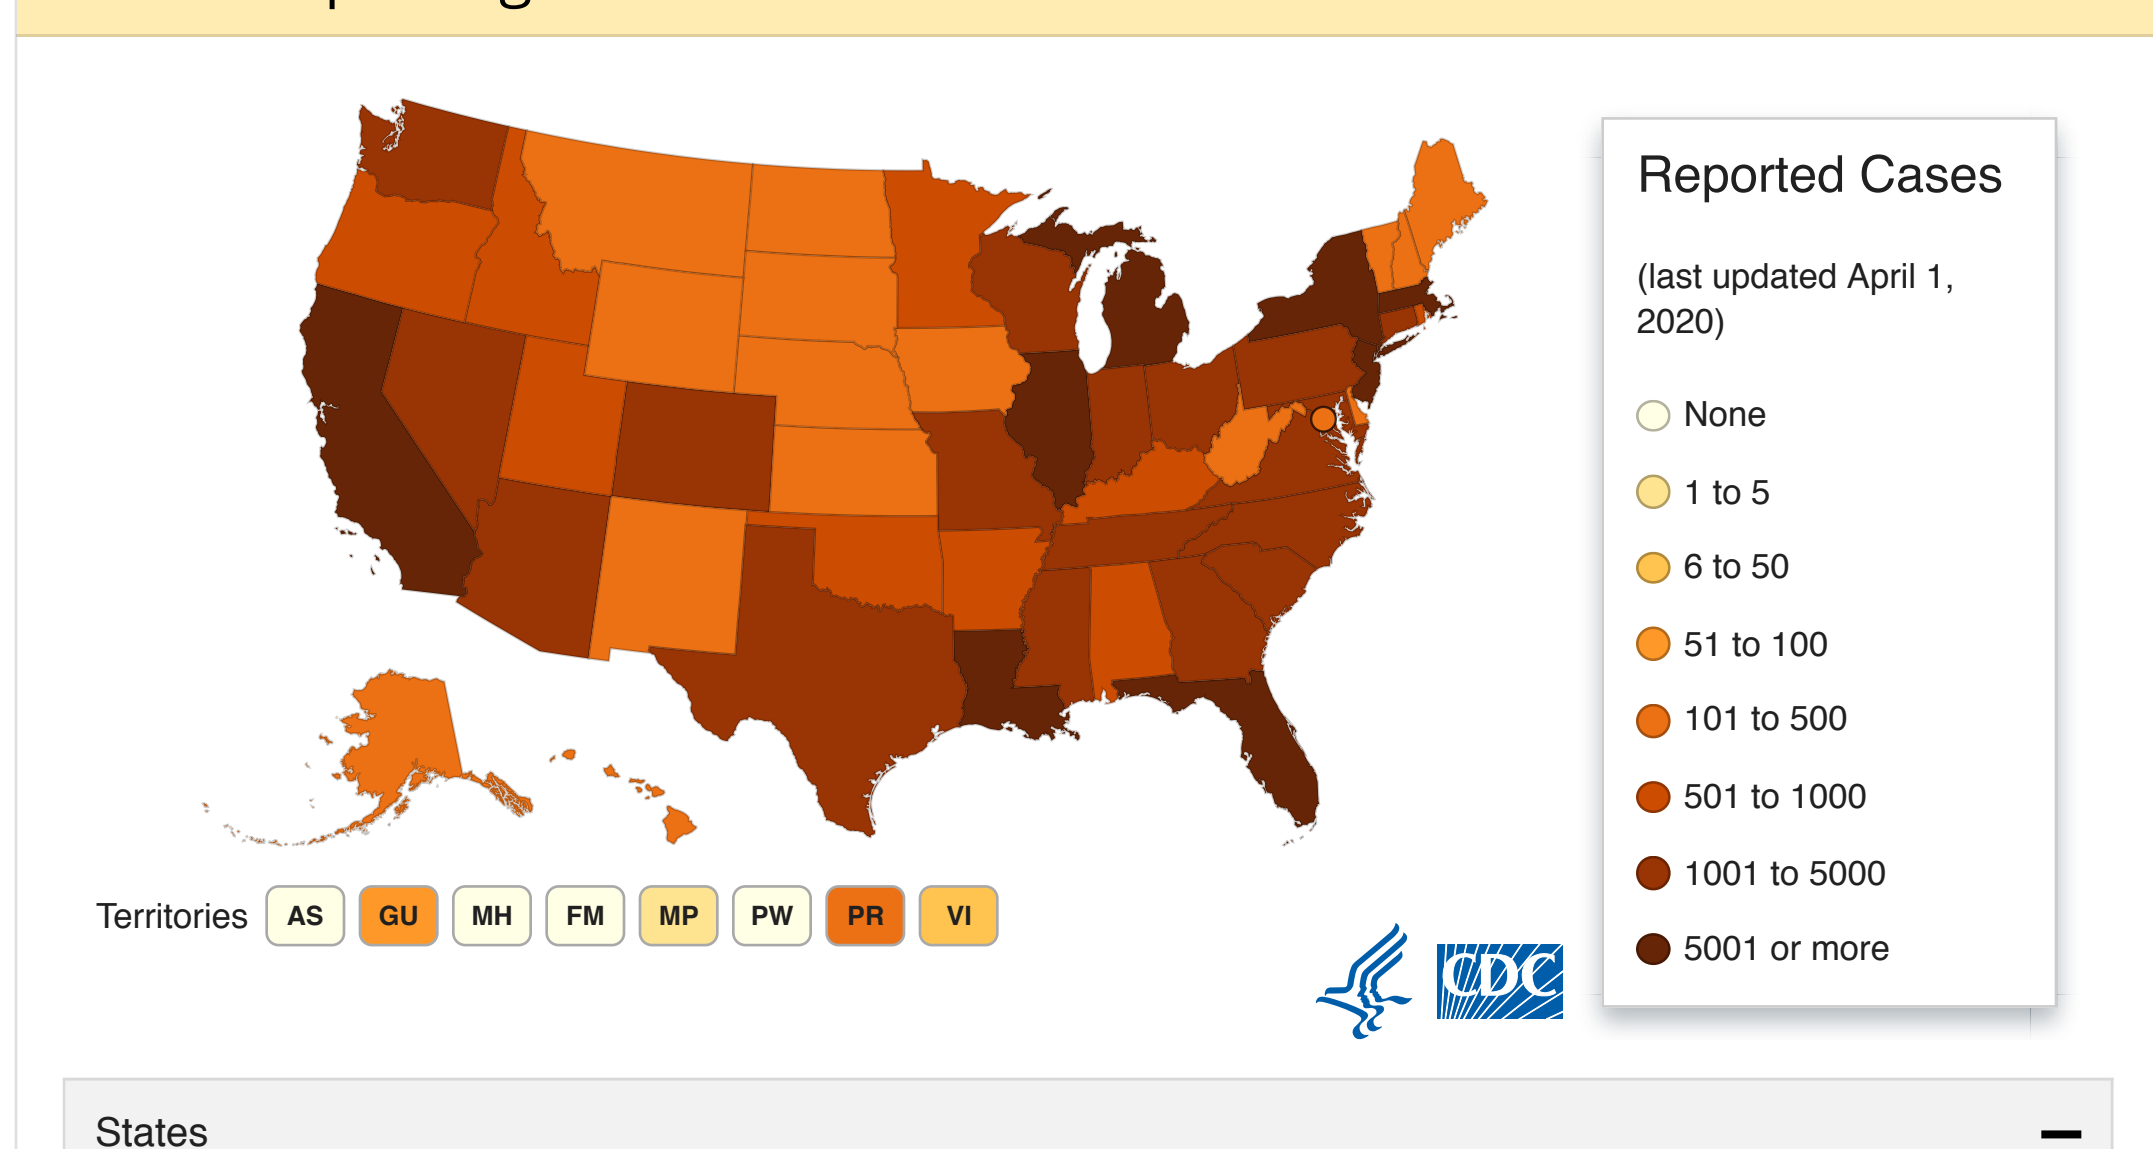 Reported Cases
(last updated April 1,
2020)
None
1 to 5
6 to 50
51 to 100
101 to 500
501 to 1000
1001 to 5000
5001 or more
Territories AS GU MH FM MP PW PR VI
CDC
States